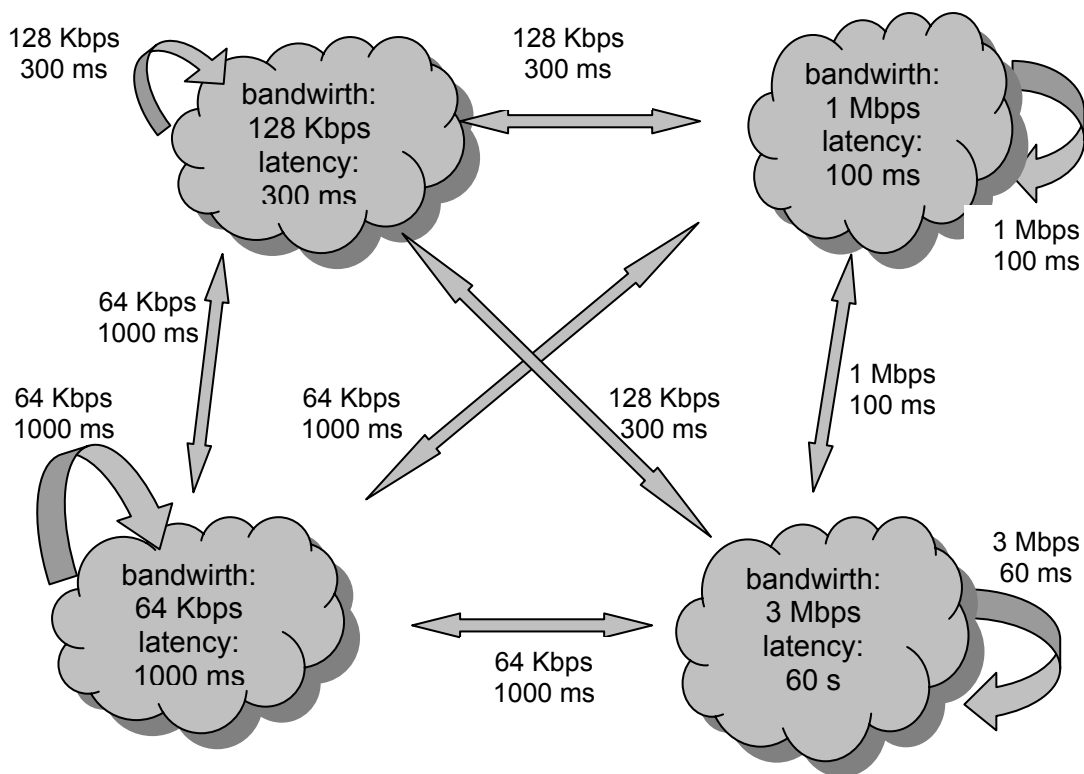 128 Kbps
300 ms
bandwirth:
128 Kbps
latency:
300 ms
128 Kbps
300 ms
bandwirth:
1 Mbps
latency:
100 ms
1 Mbps
100 ms
64 Kbps
1000 ms
64 Kbps
1000 ms
64 Kbps
1000 ms
128 Kbps
300 ms
1 Mbps
100 ms
bandwirth:
64 Kbps
latency:
1000 ms
64 Kbps
1000 ms
bandwirth:
3 Mbps
latency:
60 s
3 Mbps
60 ms